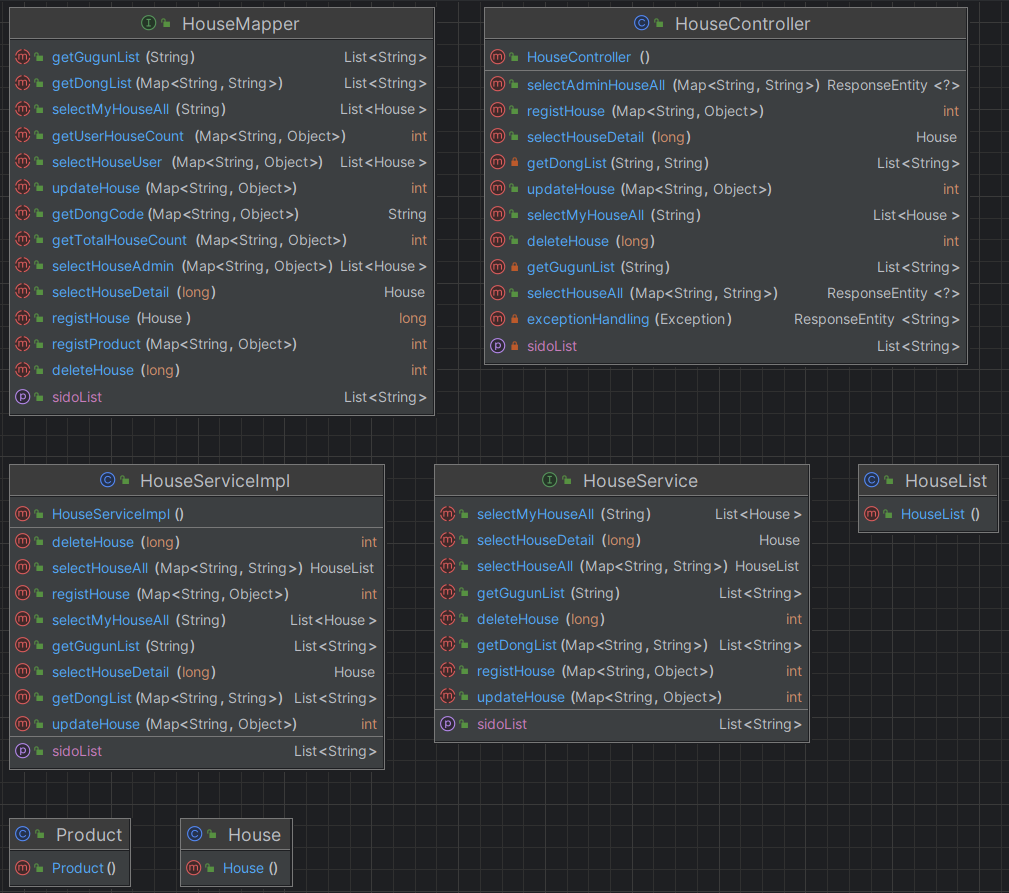 HouseMapper
getGugunList (String) List<String>
getDongList (Map<String, String>) List<String>
selectMyHouseAll (String) List<House>
getUserHouseCount (Map<String, Object>) int
selectHouseUser (Map<String, Object>) List<House>
updateHouse (Map<String, Object>) int
getDongCode (Map<String, Object>) String
getTotalHouseCount (Map<String, Object>) int
selectHouseAdmin (Map<String, Object>) List<House>
selectHouseDetail (long) House
registHouse (House) long
registProduct (Map<String, Object>) int
deleteHouse (long) int
sidoList List<String>
HouseController
HouseController ()
selectAdminHouseAll (Map<String, String>) ResponseEntity <?>
registHouse (Map<String, Object>) int
selectHouseDetail (long) House
getDongList (String, String) List<String>
updateHouse (Map<String, Object>) int
selectMyHouseAll (String) List<House>
deleteHouse (long) int
getGugunList (String) List<String>
selectHouseAll (Map<String, String>) ResponseEntity <?>
exceptionHandling (Exception) ResponseEntity <String>
sidoList List<String>
HouseServiceImpl
HouseServiceImpl ()
deleteHouse (long) int
selectHouseAll (Map<String, String>) HouseList
registHouse (Map<String, Object>) int
selectMyHouseAll (String) List<House>
getGugunList (String) List<String>
selectHouseDetail (long) House
getDongList (Map<String, String>) List<String>
updateHouse (Map<String, Object>) int
sidoList List<String>
HouseService
selectMyHouseAll (String) List<House>
selectHouseDetail (long) House
selectHouseAll (Map<String, String>) HouseList
getGugunList (String) List<String>
deleteHouse (long) int
getDongList (Map<String, String>) List<String>
registHouse (Map<String, Object>) int
updateHouse (Map<String, Object>) int
sidoList List<String>
HouseList
HouseList ()
Product
Product ()
House
House ()